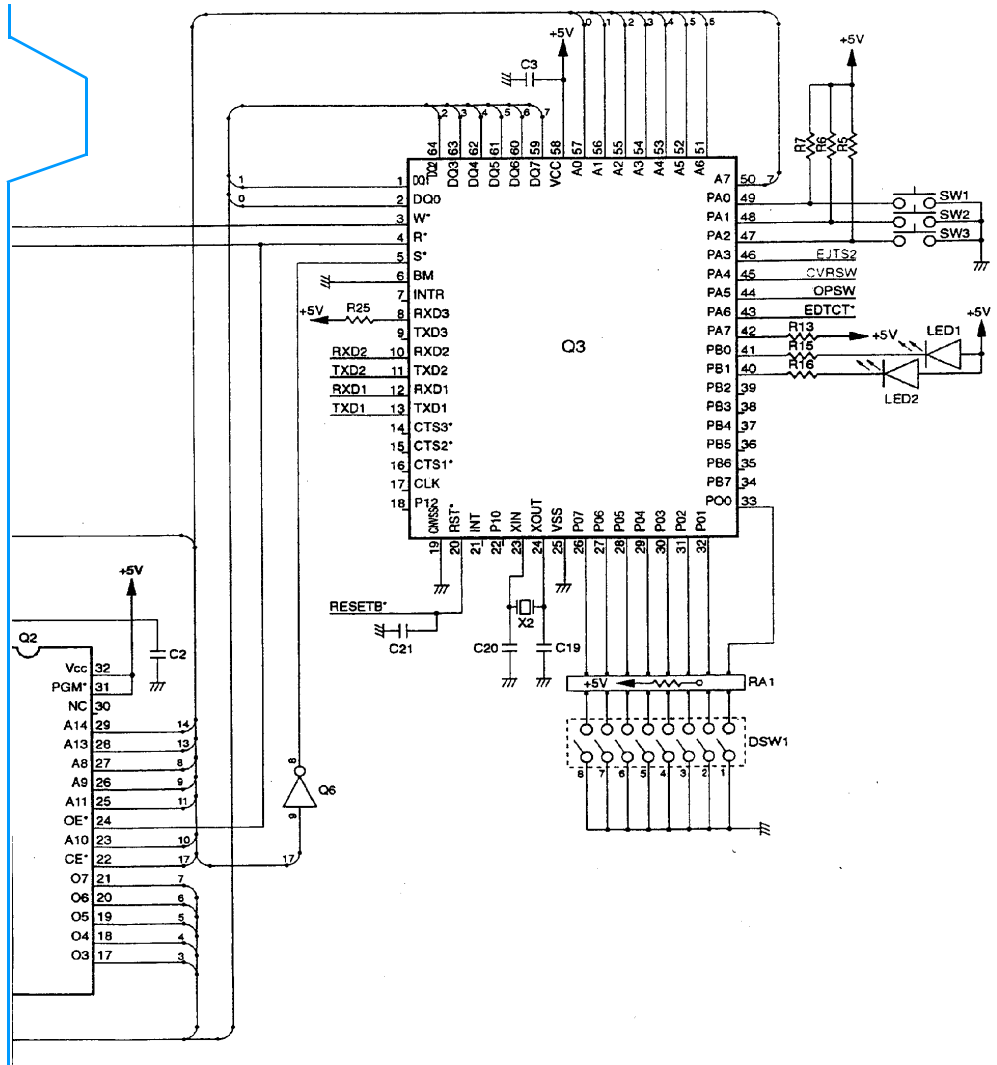 +5V 0 1 2 3 4 5 6
C3
+5V
2 3 4 5 6 7
R7 R6 R5
64 63 62 61 60 59 58 57 56 55 54 53 52 51
DQ2 DQ3 DQ4 DQ5 DQ6 DQ7 VCC A0 A1 A2 A3 A4 A5 A6
1 1 DQ1 A7 50 7
0 2 DQ0 PA0 49 SW1
3 W* PA1 48 SW2
4 R* PA2 47 SW3
5 S* PA3 46 EJTS2
6 BM PA4 45 CVRSW
7 INTR PA5 44 OPSW
+5V R25 8 RXD3 PA6 43 EDTCT* +5V
9 TXD3 PA7 42 R13 +5V LED1
Q3
RXD2 10 RXD2 PB0 41 R15
TXD2 11 TXD2 PB1 40 R16
RXD1 12 RXD1 PB2 39 LED2
TXD1 13 TXD1 PB3 38
14 CTS3* PB4 37
15 CTS2* PB5 36
16 CTS1* PB6 35
17 CLK PB7 34
18 P12 PO0 33
CNVSS RST* INT P10 XIN XOUT VSS P07 P06 P05 P04 P03 P02 P01
19 20 21 22 23 24 25 26 27 28 29 30 31 32
+5V
RESETB*
X2
C21 C20 C19
Q2
C2
+5V RA1
Vcc 32
PGM* 31
NC 30
A14 29 14
A13 28 13
A8 27 8
A9 26 9
A11 25 11
OE* 24
A10 23 10
CE* 22 17 17
O7 21 7
O6 20 6
O5 19 5
O4 18 4
O3 17 3
8 Q6 9
DSW1
8 7 6 5 4 3 2 1